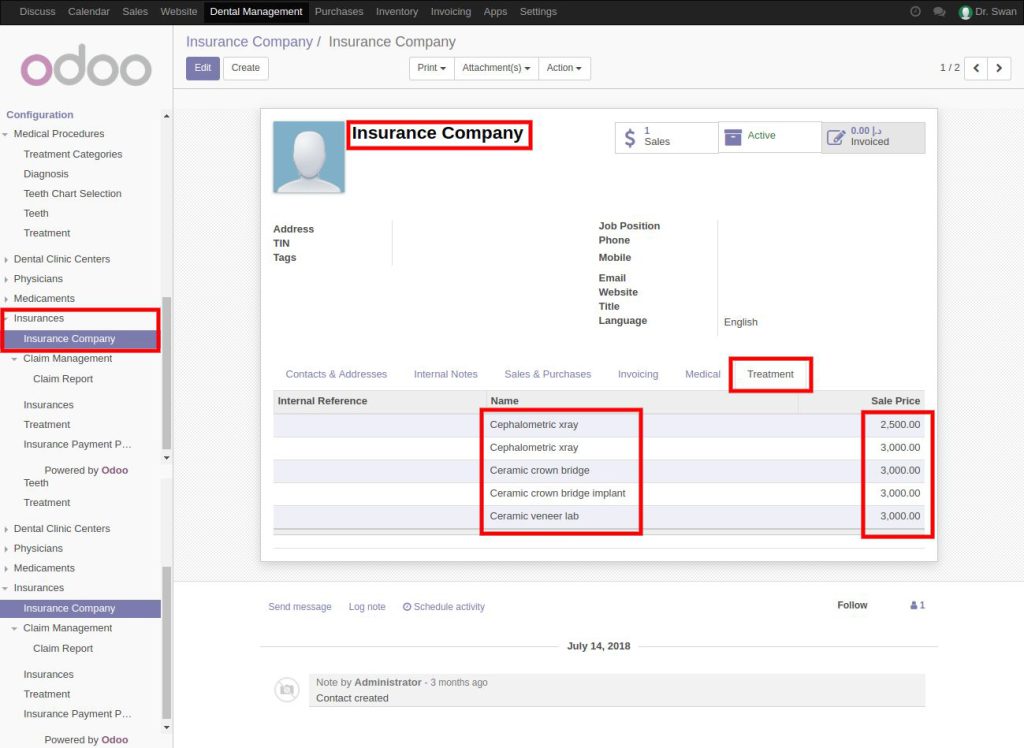 Discuss Calendar Sales Website Dental Management Purchases Inventory Invoicing Apps Settings Dr. Swan
odoo
Insurance Company / Insurance Company
Edit Create Print Attachment(s) Action 1 / 2
Configuration
Medical Procedures
Treatment Categories
Diagnosis
Teeth Chart Selection
Teeth
Treatment
Dental Clinic Centers
Physicians
Medicaments
Insurances
Insurance Company
Claim Management
Claim Report
Insurances
Treatment
Insurance Payment P...
Powered by Odoo
Teeth
Treatment
Dental Clinic Centers
Physicians
Medicaments
Insurances
Insurance Company
Claim Management
Claim Report
Insurances
Treatment
Insurance Payment P...
Powered by Odoo
Insurance Company
1
Sales
Active
0.00 د.إ
Invoiced
Address
TIN
Tags
Job Position
Phone
Mobile
Email
Website
Title
Language English
Contacts & Addresses Internal Notes Sales & Purchases Invoicing Medical Treatment
Internal Reference Name Sale Price
Cephalometric xray 2,500.00
Cephalometric xray 3,000.00
Ceramic crown bridge 3,000.00
Ceramic crown bridge implant 3,000.00
Ceramic veneer lab 3,000.00
Send message Log note Schedule activity Follow 1
July 14, 2018
Note by Administrator - 3 months ago
Contact created